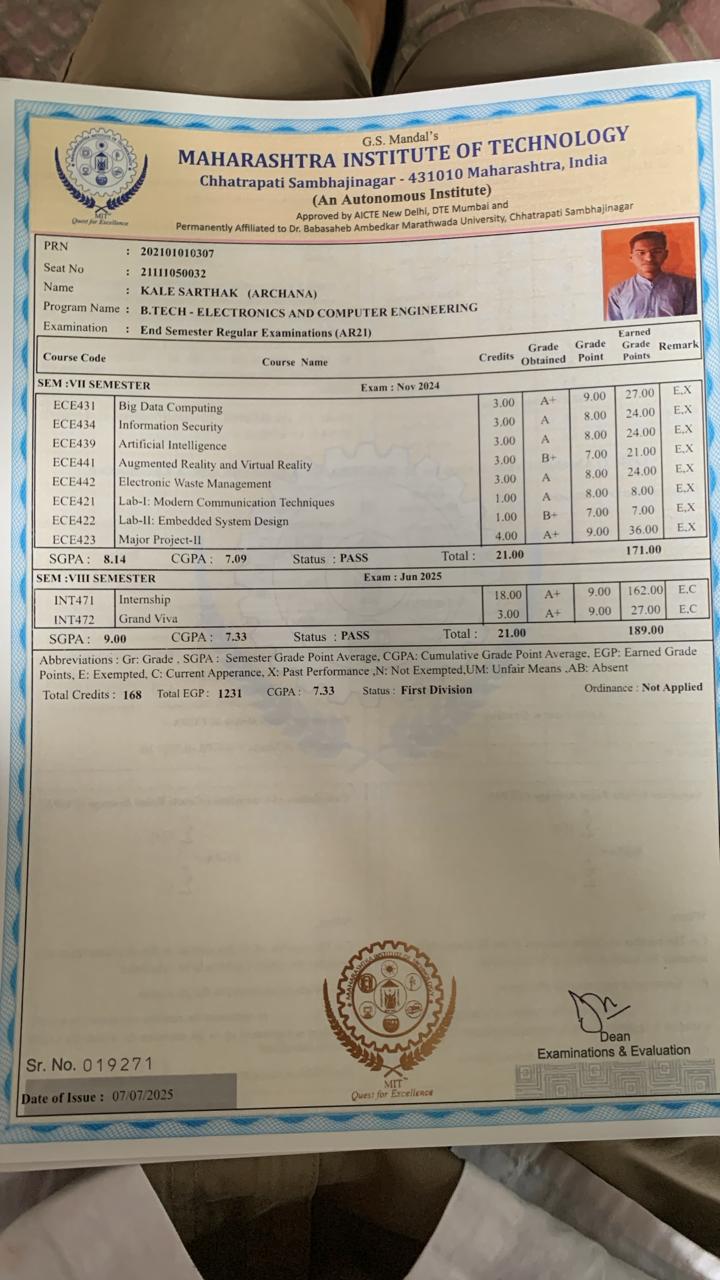 G.S. Mandal's
MAHARASHTRA INSTITUTE OF TECHNOLOGY
Chhatrapati Sambhajinagar - 431010 Maharashtra, India
(An Autonomous Institute)
Approved by AICTE New Delhi, DTE Mumbai and
Permanently Affiliated to Dr. Babasaheb Ambedkar Marathwada University, Chhatrapati Sambhajinagar
MIT
Quest for Excellence
PRN : 202101010307
Seat No : 21111050032
Name : KALE SARTHAK (ARCHANA)
Program Name : B.TECH - ELECTRONICS AND COMPUTER ENGINEERING
Examination : End Semester Regular Examinations (AR21)
Course Code Course Name Credits Grade Obtained Grade Point Earned Grade Points Remark
SEM :VII SEMESTER Exam : Nov 2024
ECE431 Big Data Computing 3.00 A+ 9.00 27.00 E,X
ECE434 Information Security 3.00 A 8.00 24.00 E,X
ECE439 Artificial Intelligence 3.00 A 8.00 24.00 E,X
ECE441 Augmented Reality and Virtual Reality 3.00 B+ 7.00 21.00 E,X
ECE442 Electronic Waste Management 3.00 A 8.00 24.00 E,X
ECE421 Lab-I: Modern Communication Techniques 1.00 A 8.00 8.00 E,X
ECE422 Lab-II: Embedded System Design 1.00 B+ 7.00 7.00 E,X
ECE423 Major Project-II 4.00 A+ 9.00 36.00 E,X
SGPA : 8.14 CGPA : 7.09 Status : PASS Total : 21.00 171.00
SEM :VIII SEMESTER Exam : Jun 2025
INT471 Internship 18.00 A+ 9.00 162.00 E,C
INT472 Grand Viva 3.00 A+ 9.00 27.00 E,C
SGPA : 9.00 CGPA : 7.33 Status : PASS Total : 21.00 189.00
Abbreviations : Gr: Grade , SGPA : Semester Grade Point Average, CGPA: Cumulative Grade Point Average, EGP: Earned Grade
Points, E: Exempted, C: Current Apperance, X: Past Performance ,N: Not Exempted,UM: Unfair Means .AB: Absent
Total Credits : 168 Total EGP : 1231 CGPA : 7.33 Status : First Division Ordinance : Not Applied
MAHARASHTRA INSTITUTE OF TECHNOLOGY
MIT
Quest for Excellence
Dean
Examinations & Evaluation
Sr. No. 019271
Date of Issue : 07/07/2025